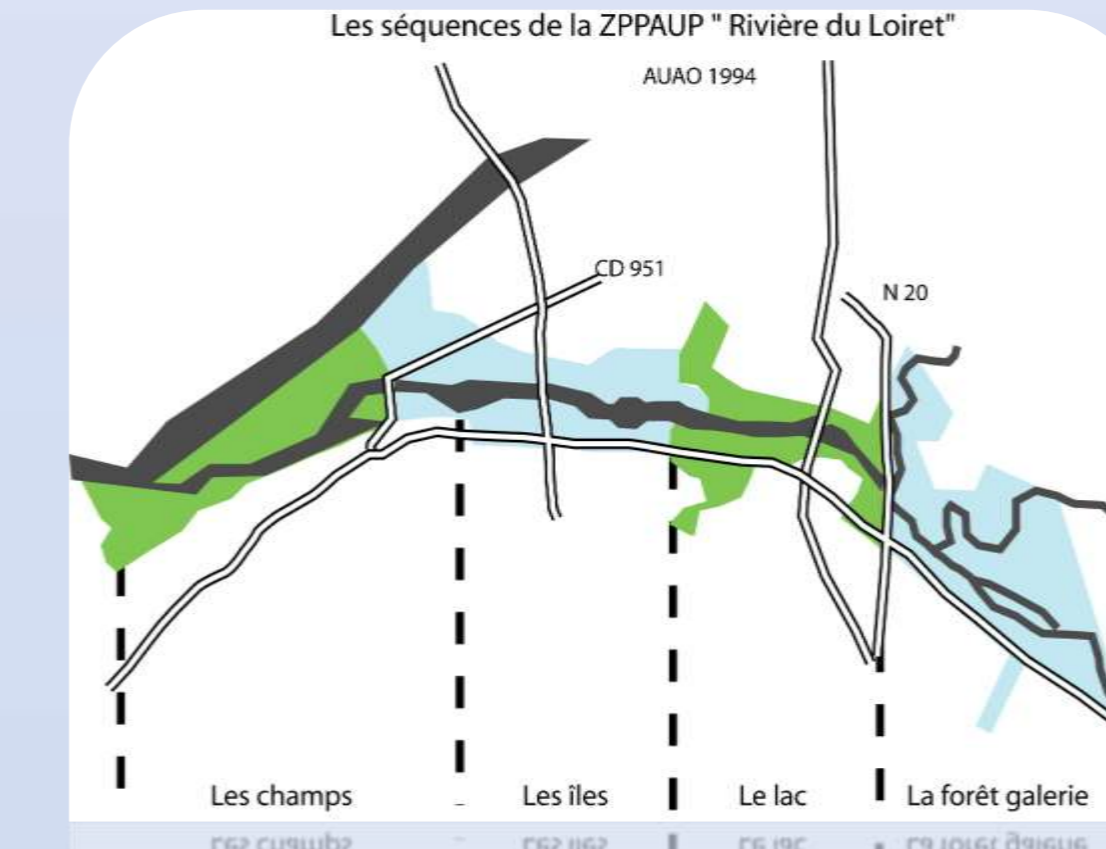 Les séquences de la ZPPAUP " Rivière du Loiret"
AUAO 1994
CD 951
N 20
Les champs
Les îles
Le lac
La forêt galerie